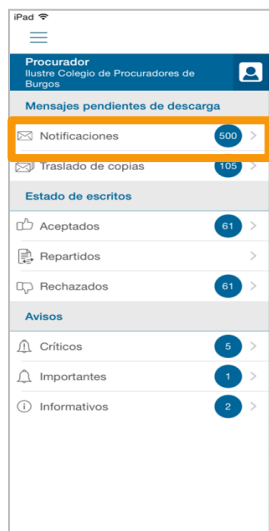 iPad
Procurador
Ilustre Colegio de Procuradores de
Burgos
Mensajes pendientes de descarga
Notificaciones 500
Traslado de copias 105
Estado de escritos
Aceptados 61
Repartidos
Rechazados 61
Avisos
Críticos 5
Importantes 1
Informativos 2